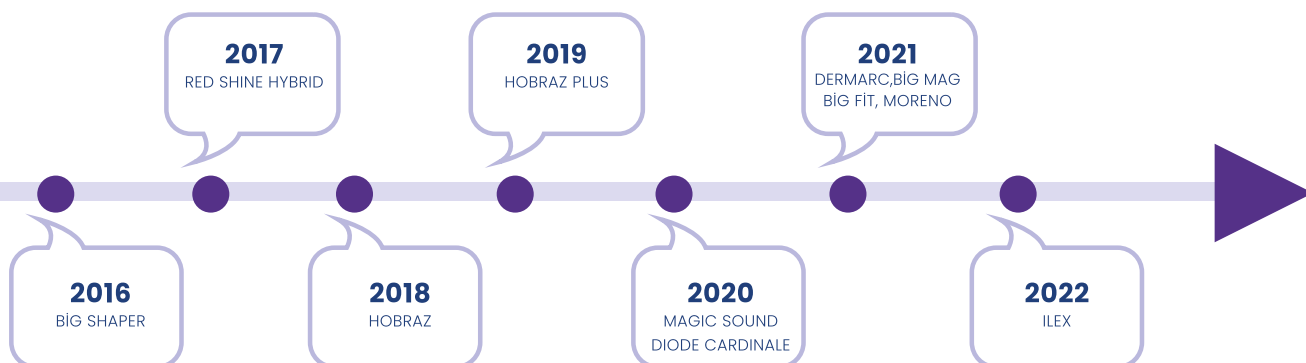 2017
RED SHINE HYBRID
2019
HOBRAZ PLUS
2021
DERMARC,BİG MAG
BİG FİT, MORENO
2016
BİG SHAPER
2018
HOBRAZ
2020
MAGIC SOUND
DIODE CARDINALE
2022
ILEX